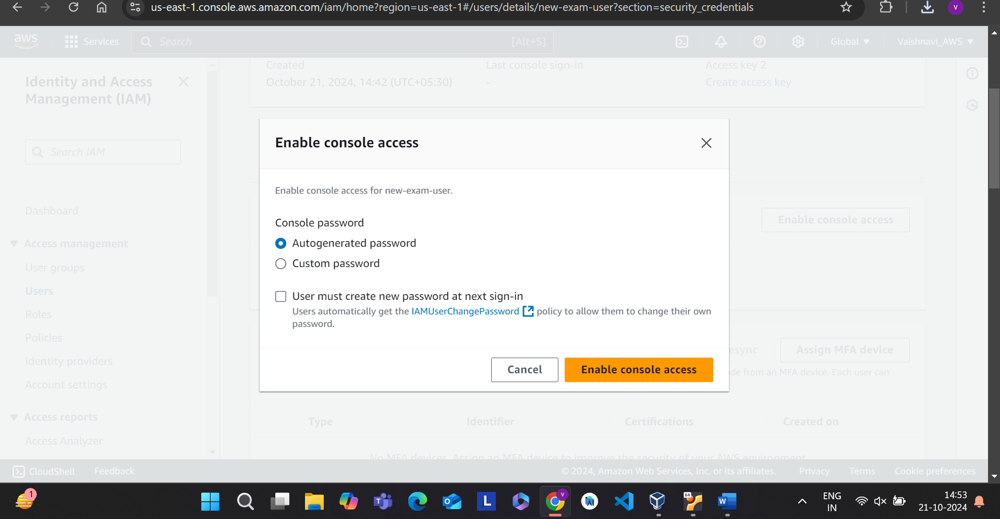 us-east-1.console.aws.amazon.com/iam/home?region=us-east-1#/users/details/new-exam-user?section=security_credentials
V
aws
Services
Search
[Alt+S]
Global
Vaishnavi_AWS
Identity and Access
Management (IAM)
Search IAM
Dashboard
Access management
User groups
Users
Roles
Policies
Identity providers
Account settings
Access reports
Access Analyzer
Created
October 21, 2024, 14:42 (UTC+05:30)
Last console sign-in
-
Access key 2
Create access key
Enable console access
Enable console access
Enable console access for new-exam-user.
Console password
Autogenerated password
Custom password
User must create new password at next sign-in
Users automatically get the IAMUserChangePassword policy to allow them to change their own
password.
Cancel
Enable console access
esync
Assign MFA device
de from an MFA device. Each user can
Type
Identifier
Certifications
Created on
No MFA devices. Assign an MFA device to improve the security of your AWS environment
CloudShell
Feedback
© 2024, Amazon Web Services, Inc. or its affiliates.
Privacy
Terms
Cookie preferences
1
T
O
L
V
AI
64
W
ENG
IN
14:53
21-10-2024